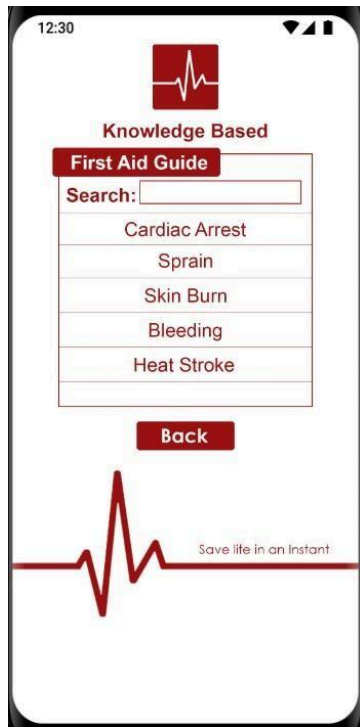 12:30
Knowledge Based
First Aid Guide
Search:
Cardiac Arrest
Sprain
Skin Burn
Bleeding
Heat Stroke
Back
Save life in an Instant